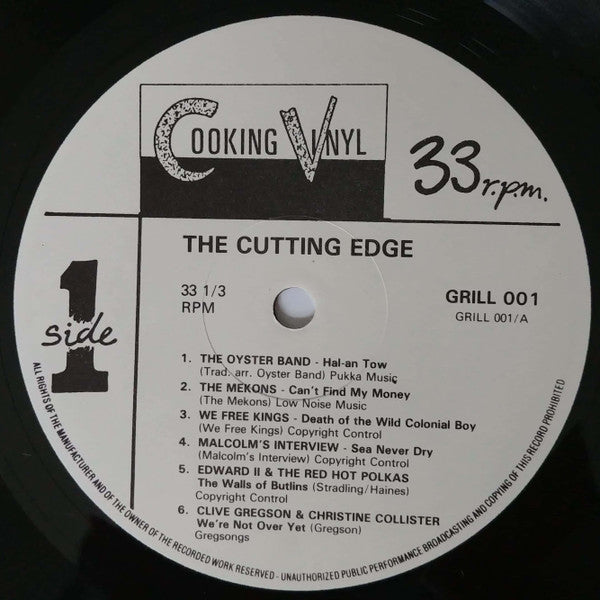 COOKING VINYL
33 r.p.m.
THE CUTTING EDGE
33 1/3
RPM
GRILL 001
GRILL 001/A
1
side
1. THE OYSTER BAND - Hal-an Tow
(Trad. arr. Oyster Band) Pukka Music
2. THE MEKONS - Can't Find My Money
(The Mekons) Low Noise Music
3. WE FREE KINGS - Death of the Wild Colonial Boy
(We Free Kings) Copyright Control
4. MALCOLM'S INTERVIEW - Sea Never Dry
(Malcolm's Interview) Copyright Control
5. EDWARD II & THE RED HOT POLKAS
The Walls of Butlins (Stradling/Haines)
Copyright Control
6. CLIVE GREGSON & CHRISTINE COLLISTER
We're Not Over Yet (Gregson)
Gregsongs
ALL RIGHTS OF THE MANUFACTURER AND OF THE OWNER OF THE RECORDED WORK RESERVED - UNAUTHORIZED PUBLIC PERFORMANCE BROADCASTING AND COPYING OF THIS RECORD PROHIBITED